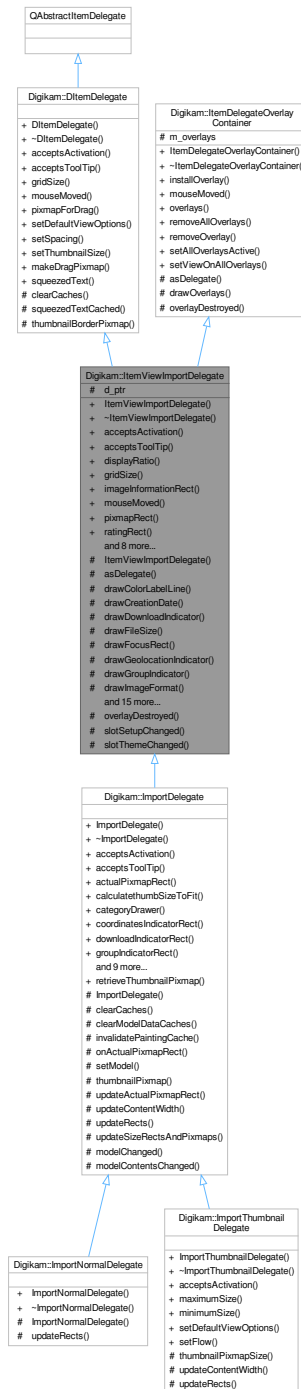 QAbstractItemDelegate
Digikam::DItemDelegate
+ DItemDelegate()
+ ~DItemDelegate()
+ acceptsActivation()
+ acceptsToolTip()
+ gridSize()
+ mouseMoved()
+ pixmapForDrag()
+ setDefaultViewOptions()
+ setSpacing()
+ setThumbnailSize()
+ makeDragPixmap()
+ squeezedText()
# clearCaches()
# squeezedTextCached()
# thumbnailBorderPixmap()
Digikam::ItemDelegateOverlay
Container
# m_overlays
+ ItemDelegateOverlayContainer()
+ ~ItemDelegateOverlayContainer()
+ installOverlay()
+ mouseMoved()
+ overlays()
+ removeAllOverlays()
+ removeOverlay()
+ setAllOverlaysActive()
+ setViewOnAllOverlays()
# asDelegate()
# drawOverlays()
# overlayDestroyed()
Digikam::ItemViewImportDelegate
# d_ptr
+ ItemViewImportDelegate()
+ ~ItemViewImportDelegate()
+ acceptsActivation()
+ acceptsToolTip()
+ displayRatio()
+ gridSize()
+ imageInformationRect()
+ mouseMoved()
+ pixmapRect()
+ ratingRect()
and 8 more...
# ItemViewImportDelegate()
# asDelegate()
# drawColorLabelLine()
# drawCreationDate()
# drawDownloadIndicator()
# drawFileSize()
# drawFocusRect()
# drawGeolocationIndicator()
# drawGroupIndicator()
# drawImageFormat()
and 15 more...
# overlayDestroyed()
# slotSetupChanged()
# slotThemeChanged()
Digikam::ImportDelegate
+ ImportDelegate()
+ ~ImportDelegate()
+ acceptsActivation()
+ acceptsToolTip()
+ actualPixmapRect()
+ calculatethumbSizeToFit()
+ categoryDrawer()
+ coordinatesIndicatorRect()
+ downloadIndicatorRect()
+ groupIndicatorRect()
and 9 more...
+ retrieveThumbnailPixmap()
# ImportDelegate()
# clearCaches()
# clearModelDataCaches()
# invalidatePaintingCache()
# onActualPixmapRect()
# setModel()
# thumbnailPixmap()
# updateActualPixmapRect()
# updateContentWidth()
# updateRects()
# updateSizeRectsAndPixmaps()
# modelChanged()
# modelContentsChanged()
Digikam::ImportNormalDelegate
+ ImportNormalDelegate()
+ ~ImportNormalDelegate()
# ImportNormalDelegate()
# updateRects()
Digikam::ImportThumbnail
Delegate
+ ImportThumbnailDelegate()
+ ~ImportThumbnailDelegate()
+ acceptsActivation()
+ maximumSize()
+ minimumSize()
+ setDefaultViewOptions()
+ setFlow()
# thumbnailPixmapSize()
# updateContentWidth()
# updateRects()